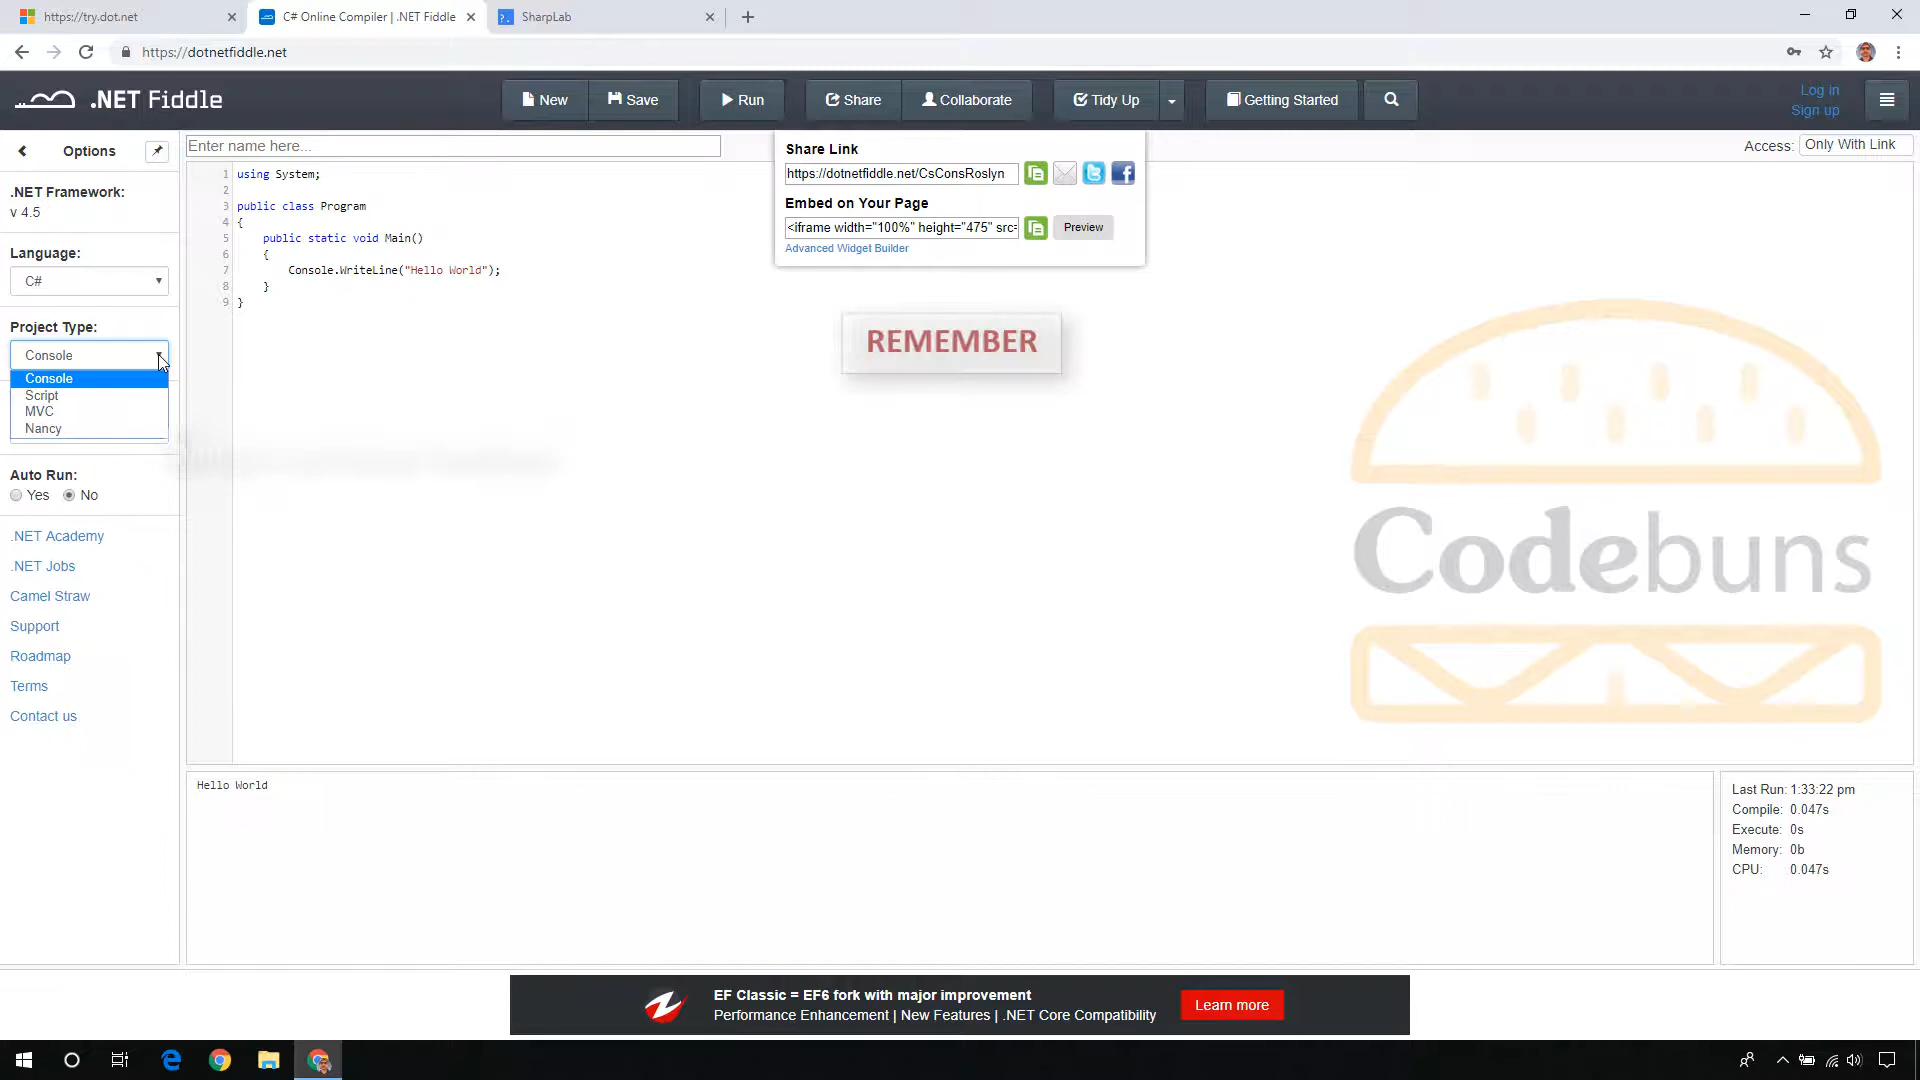 https://try.dot.net
C# Online Compiler | .NET Fiddle
SharpLab
https://dotnetfiddle.net
.NET Fiddle
New
Save
Run
Share
Collaborate
Tidy Up
Getting Started
Log in
Sign up
Options
Enter name here...
Access:
Only With Link
.NET Framework:
v 4.5
Language:
C#
Project Type:
Console
Console
Script
MVC
Nancy
Auto Run:
Yes
No
.NET Academy
.NET Jobs
Camel Straw
Support
Roadmap
Terms
Contact us
1 using System;
2
3 public class Program
4 {
5 public static void Main()
6 {
7 Console.WriteLine("Hello World");
8 }
9 }
Share Link
https://dotnetfiddle.net/CsConsRoslyn
Embed on Your Page
<iframe width="100%" height="475" src=
Preview
Advanced Widget Builder
REMEMBER
Codebuns
Hello World
Last Run: 1:33:22 pm
Compile: 0.047s
Execute: 0s
Memory: 0b
CPU: 0.047s
EF Classic = EF6 fork with major improvement
Performance Enhancement | New Features | .NET Core Compatibility
Learn more